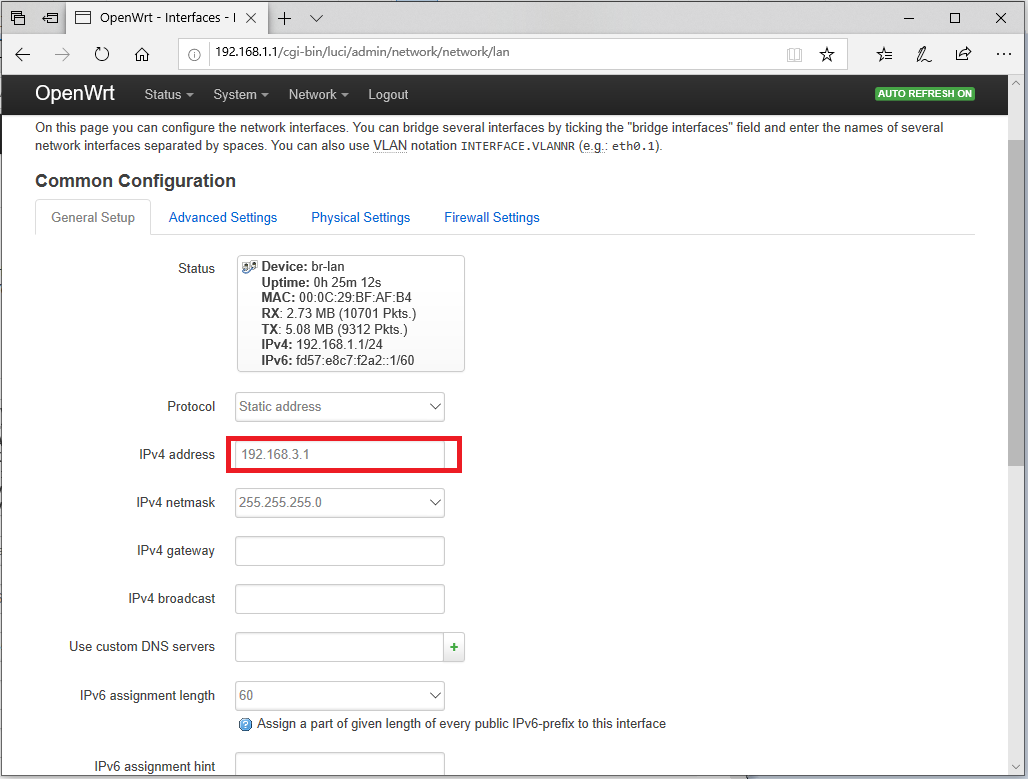 OpenWrt - Interfaces - I
192.168.1.1/cgi-bin/luci/admin/network/network/lan
OpenWrt Status System Network Logout AUTO REFRESH ON
On this page you can configure the network interfaces. You can bridge several interfaces by ticking the "bridge interfaces" field and enter the names of several
network interfaces separated by spaces. You can also use VLAN notation INTERFACE.VLANNR (e.g.: eth0.1).
Common Configuration
General Setup Advanced Settings Physical Settings Firewall Settings
Status
Device: br-lan
Uptime: 0h 25m 12s
MAC: 00:0C:29:BF:AF:B4
RX: 2.73 MB (10701 Pkts.)
TX: 5.08 MB (9312 Pkts.)
IPv4: 192.168.1.1/24
IPv6: fd57:e8c7:f2a2::1/60
Protocol Static address
IPv4 address 192.168.3.1
IPv4 netmask 255.255.255.0
IPv4 gateway
IPv4 broadcast
Use custom DNS servers
IPv6 assignment length 60
Assign a part of given length of every public IPv6-prefix to this interface
IPv6 assignment hint